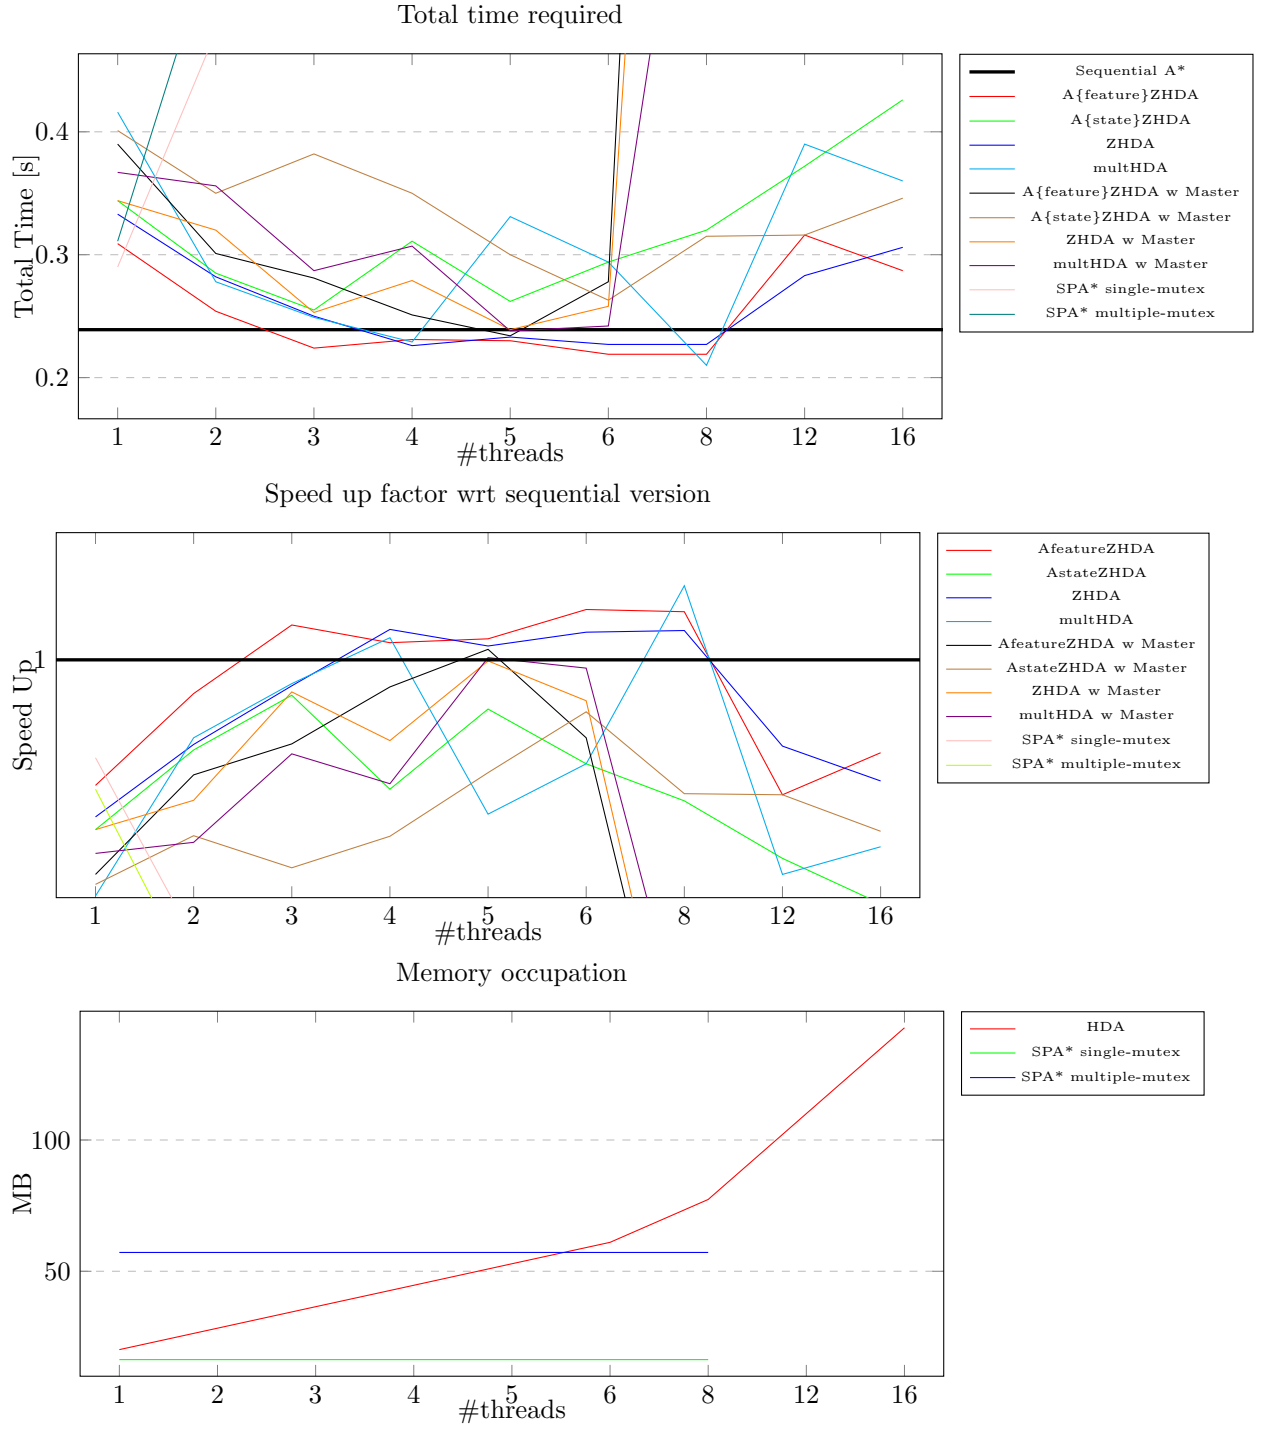 Total time required
Total Time [s]
0.4
0.3
0.2
1 2 3 4 5 6 8 12 16
#threads
Sequential A*
A{feature}ZHDA
A{state}ZHDA
ZHDA
multHDA
A{feature}ZHDA w Master
A{state}ZHDA w Master
ZHDA w Master
multHDA w Master
SPA* single-mutex
SPA* multiple-mutex
Speed up factor wrt sequential version
Speed Up
1
1 2 3 4 5 6 8 12 16
#threads
AfeatureZHDA
AstateZHDA
ZHDA
multHDA
AfeatureZHDA w Master
AstateZHDA w Master
ZHDA w Master
multHDA w Master
SPA* single-mutex
SPA* multiple-mutex
Memory occupation
MB
100
50
1 2 3 4 5 6 8 12 16
#threads
HDA
SPA* single-mutex
SPA* multiple-mutex